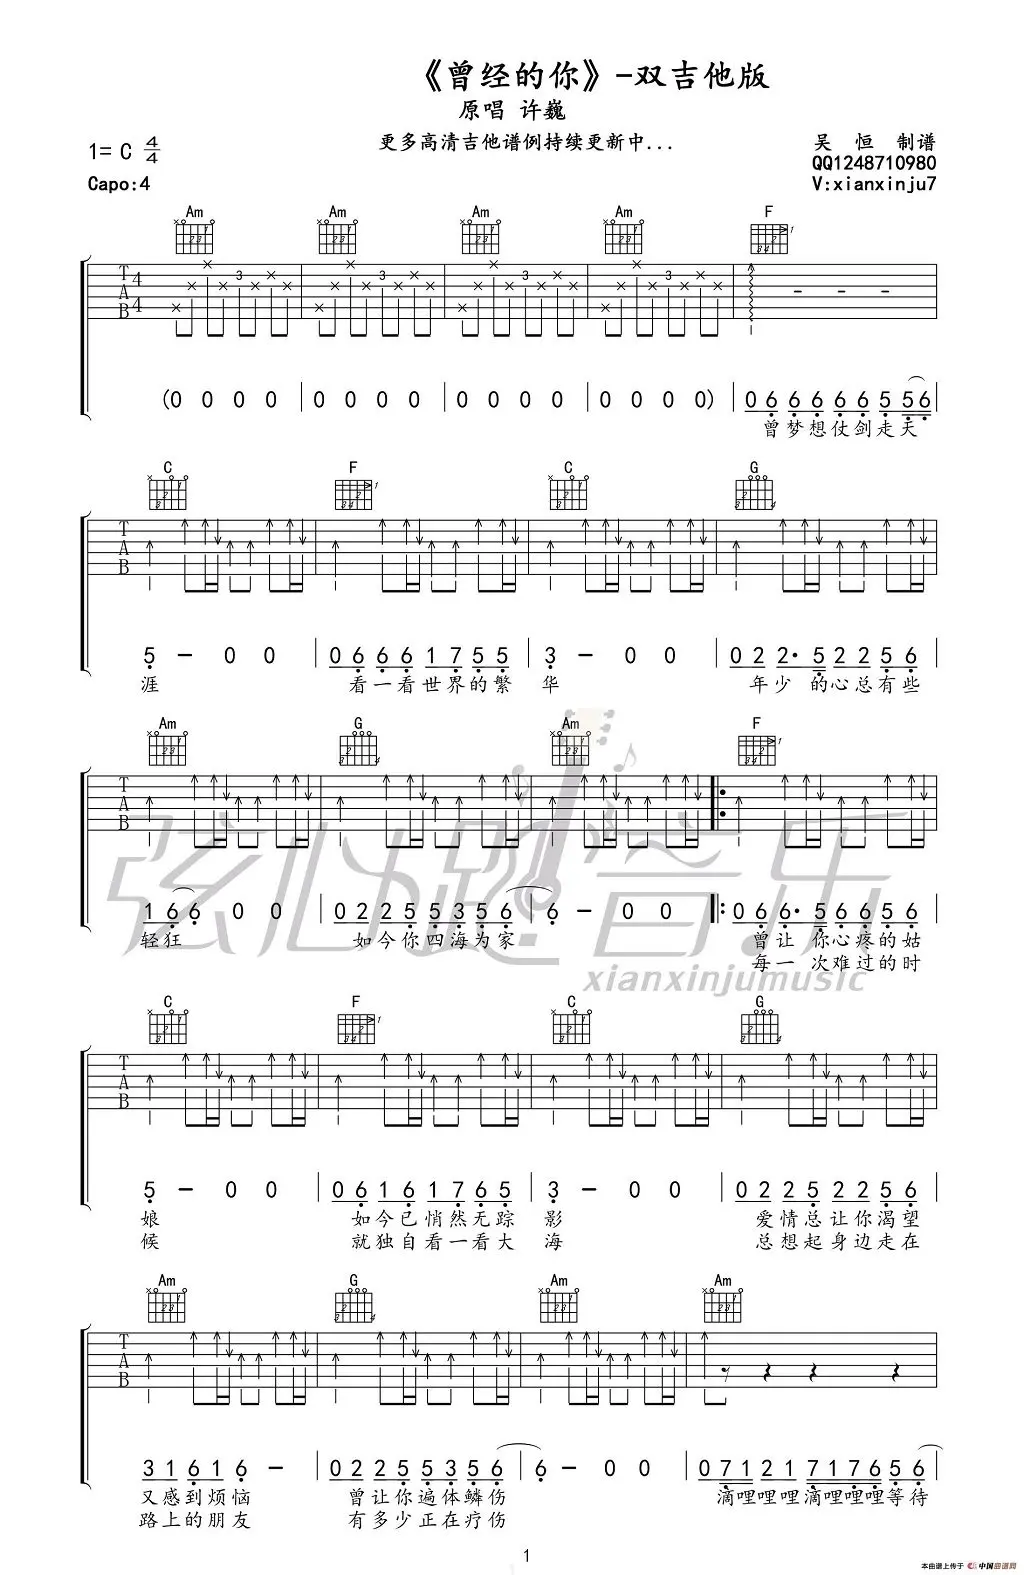 《曾经的你》-双吉他版
原唱 许巍
更多高清吉他谱例持续更新中...
吴 恒 制谱
QQ1248710980
V:xianxinju7
1= C 4/4
Capo:4
Am Am Am Am F
T A B 4 4 3 3 3 3
(0 0 0 0 | 0 0 0 0 | 0 0 0 0 | 0 0 0 0) | 0 6 6 6 6 6 5 5 6
曾梦想仗剑走天
C F C G
T A B
5 - 0 0 | 0 6 6 6 1 7 5 5 | 3 - 0 0 | 0 2 2· 5 2 2 5 6
涯 看一看世界的繁 华 年少 的心总有些
Am G Am F
T A B
1 6 6 0 0 | 0 2 2 5 5 3 5 6 | 6 - 0 0 |: 0 6 6· 5 6 6 5 6
轻狂 如今你四海为家 曾让 你心疼的姑
每一 次难过的时
弦心距音乐
xianxinjumusic
C F C G
T A B
5 - 0 0 | 0 6 1 6 1 7 6 5 | 3 - 0 0 | 0 2 2 5 2 2 5 6
娘 如今已悄然无踪 影 爱情总让你渴望
候 就独自看一看大 海 总想起身边走在
Am G Am Am
T A B
3 1 6 1 6 - | 0 2 2 5 5 3 5 6 | 6 - 0 0 | 0 7 1 2 1 7 1 7 6 5 6
又感到烦恼 曾让你遍体鳞伤 滴哩哩哩滴哩哩哩等待
路上的朋友 有多少正在疗伤
1
本曲谱上传于 中国曲谱网